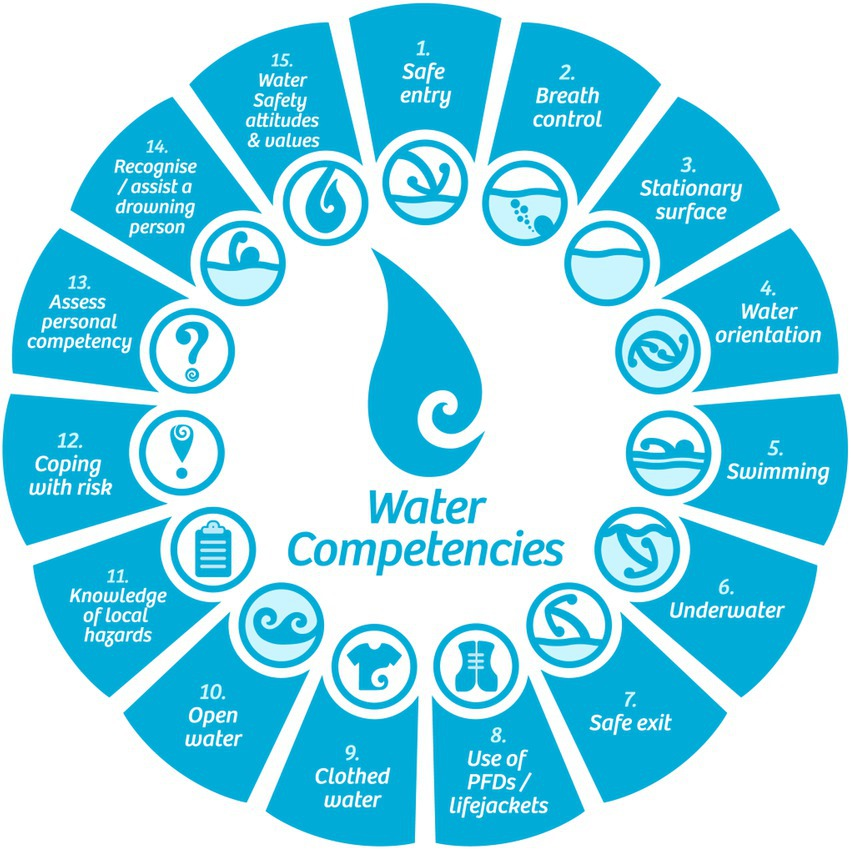 1.
Safe
entry
2.
Breath
control
3.
Stationary
surface
4.
Water
orientation
5.
Swimming
6.
Underwater
7.
Safe exit
8.
Use of
PFDs /
lifejackets
9.
Clothed
water
10.
Open
water
11.
Knowledge
of local
hazards
12.
Coping
with risk
13.
Assess
personal
competency
14.
Recognise
/ assist a
drowning
person
15.
Water
Safety
attitudes
& values
Water
Competencies